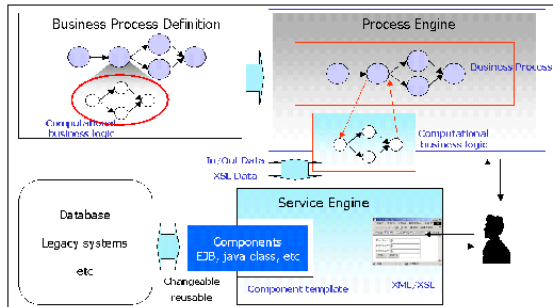 Business Process Definition
Computational
business logic
Process Engine
Business Process
Computational
business logic
In/Out Data
XSL Data
Database
Legacy systems
etc
Changeable
reusable
Service Engine
Components
EJB, java class, etc
Component template
XML/XSL